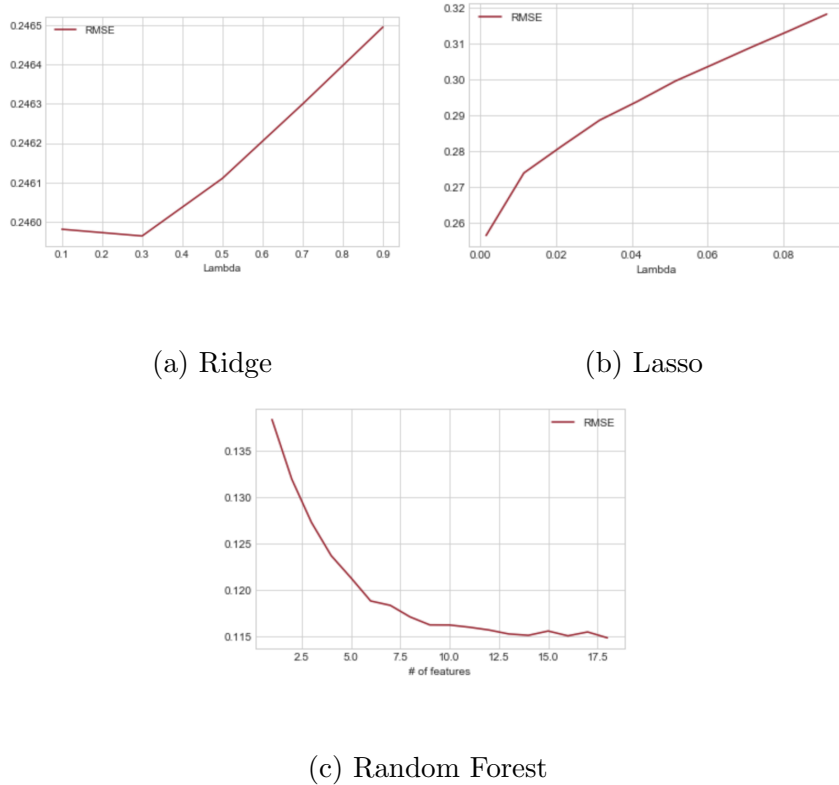 RMSE
0.2465
0.2464
0.2463
0.2462
0.2461
0.2460
0.1 0.2 0.3 0.4 0.5 0.6 0.7 0.8 0.9
Lambda
(a) Ridge
RMSE
0.32
0.31
0.30
0.29
0.28
0.27
0.26
0.00 0.02 0.04 0.06 0.08
Lambda
(b) Lasso
RMSE
0.135
0.130
0.125
0.120
0.115
2.5 5.0 7.5 10.0 12.5 15.0 17.5
# of features
(c) Random Forest